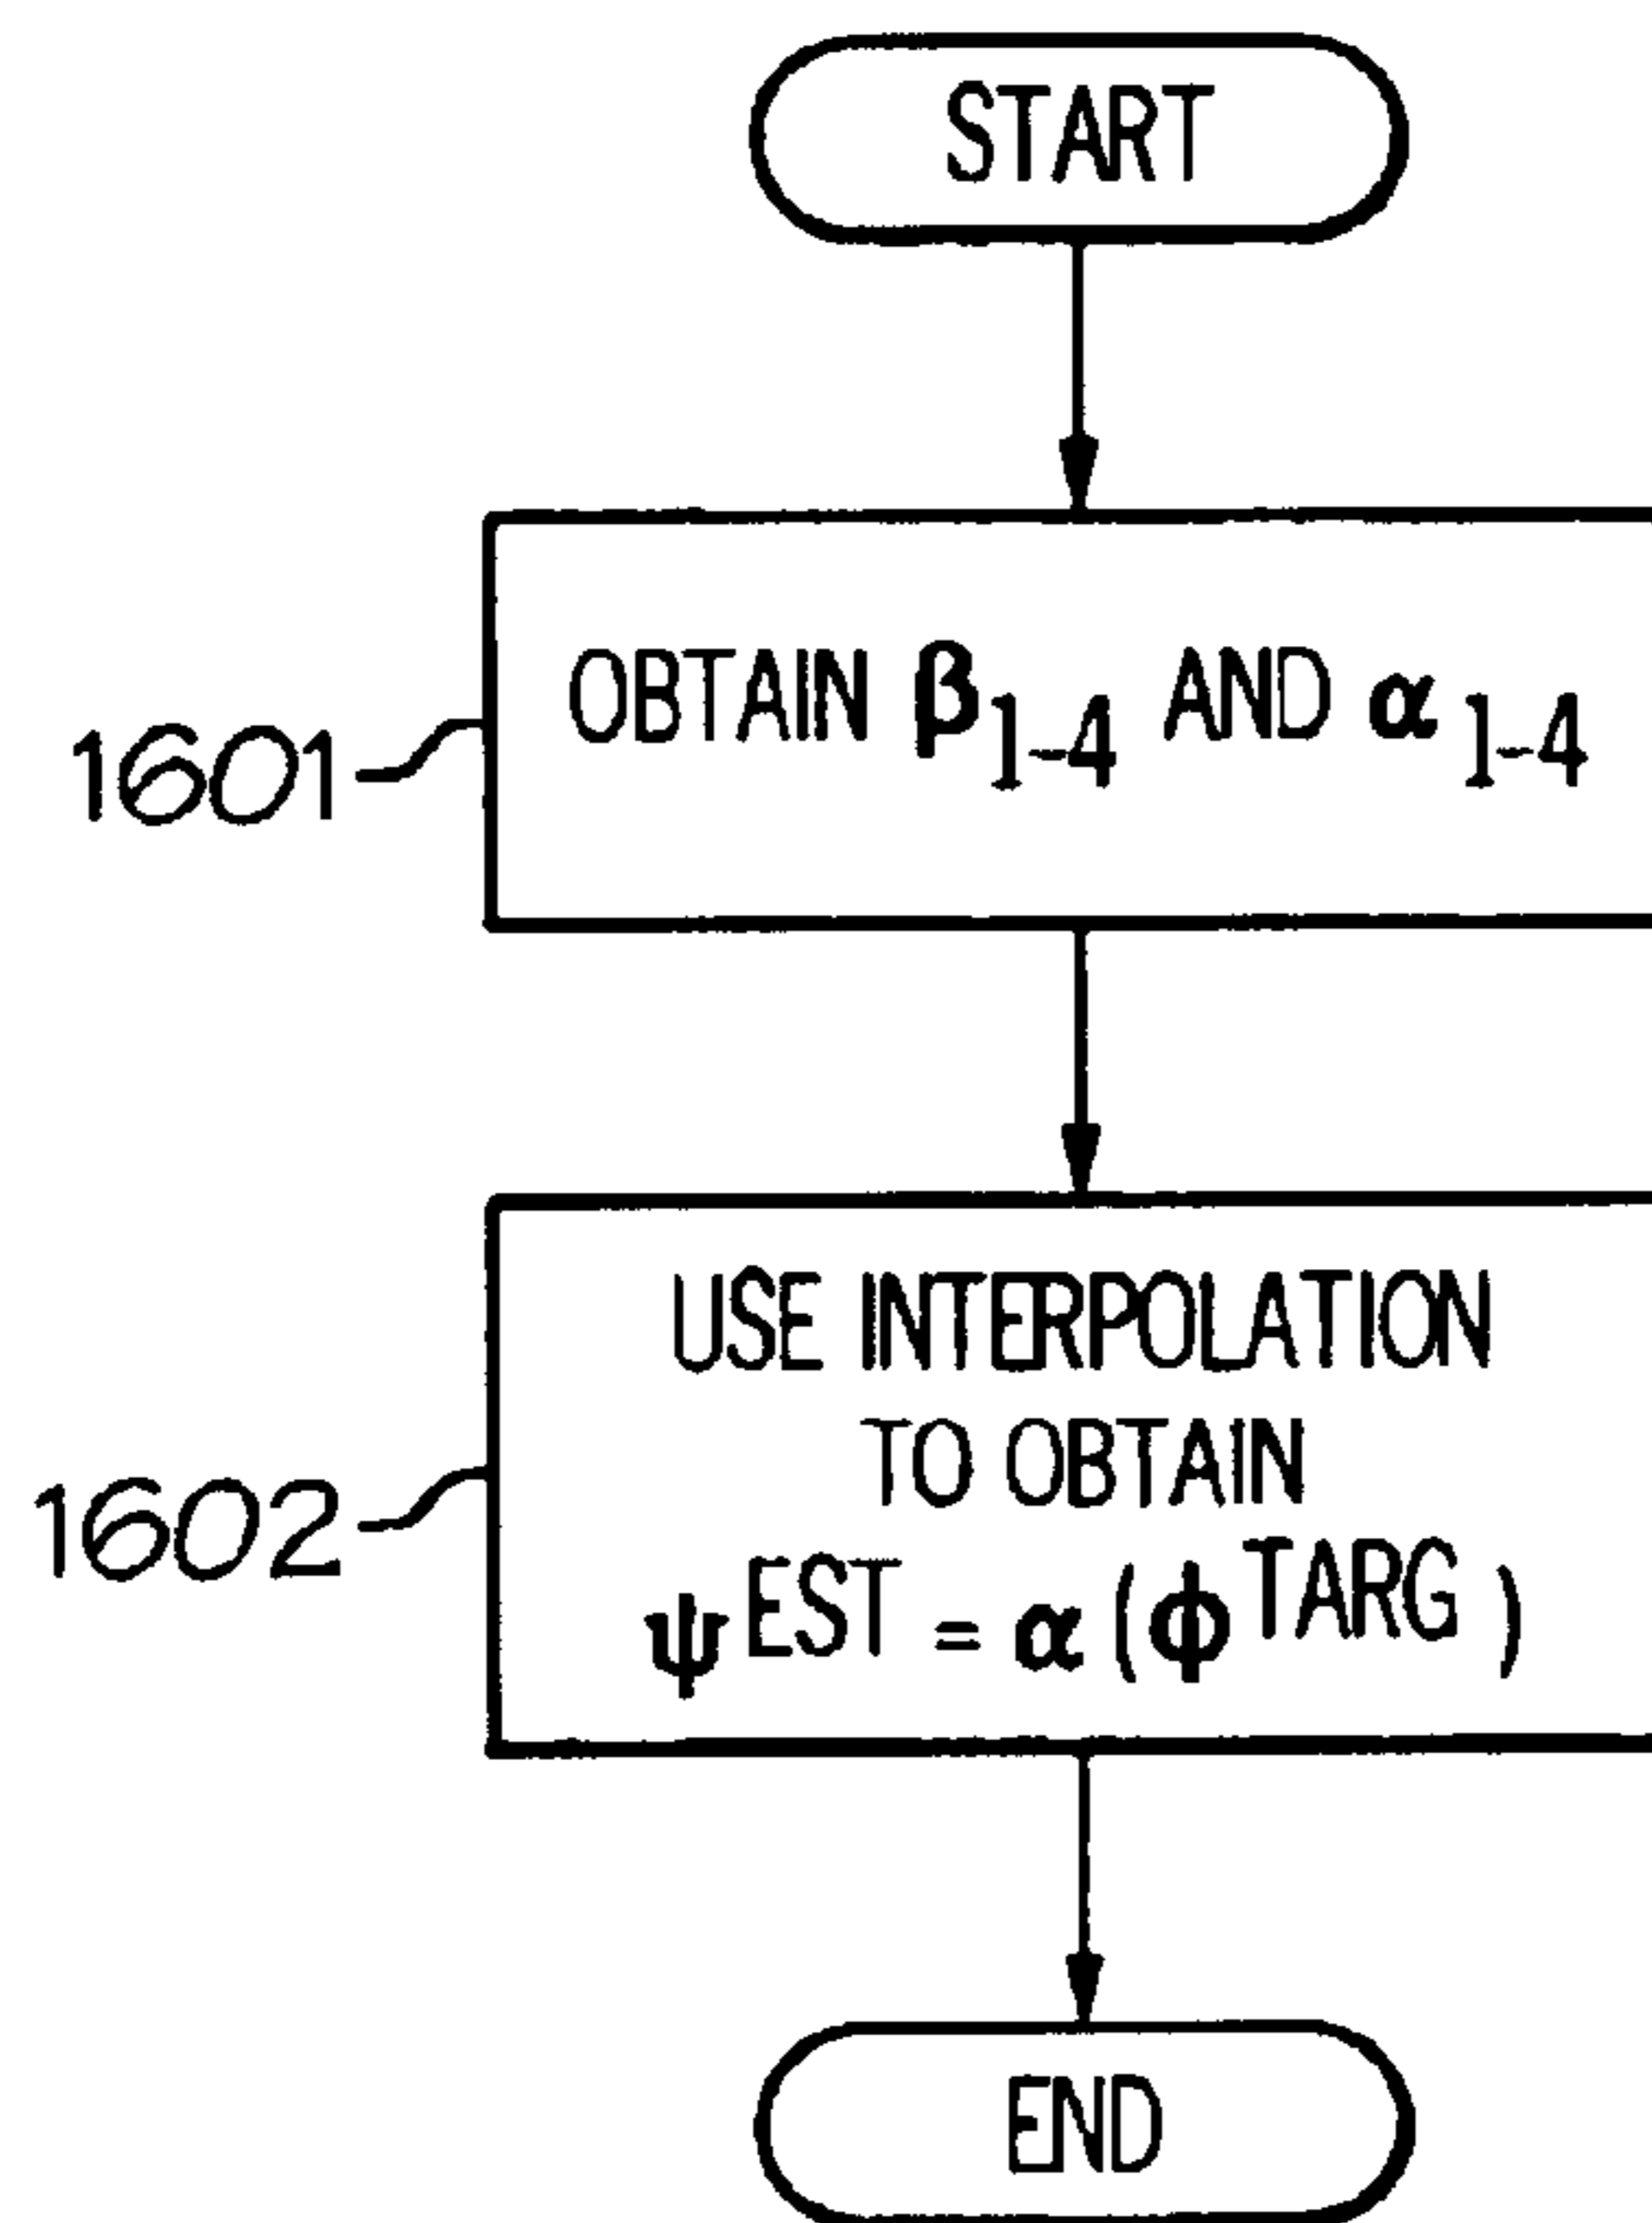 START
1601
OBTAIN β1-4 AND α1-4
1602
USE INTERPOLATION
TO OBTAIN
ψEST = α (ϕTARG )
END